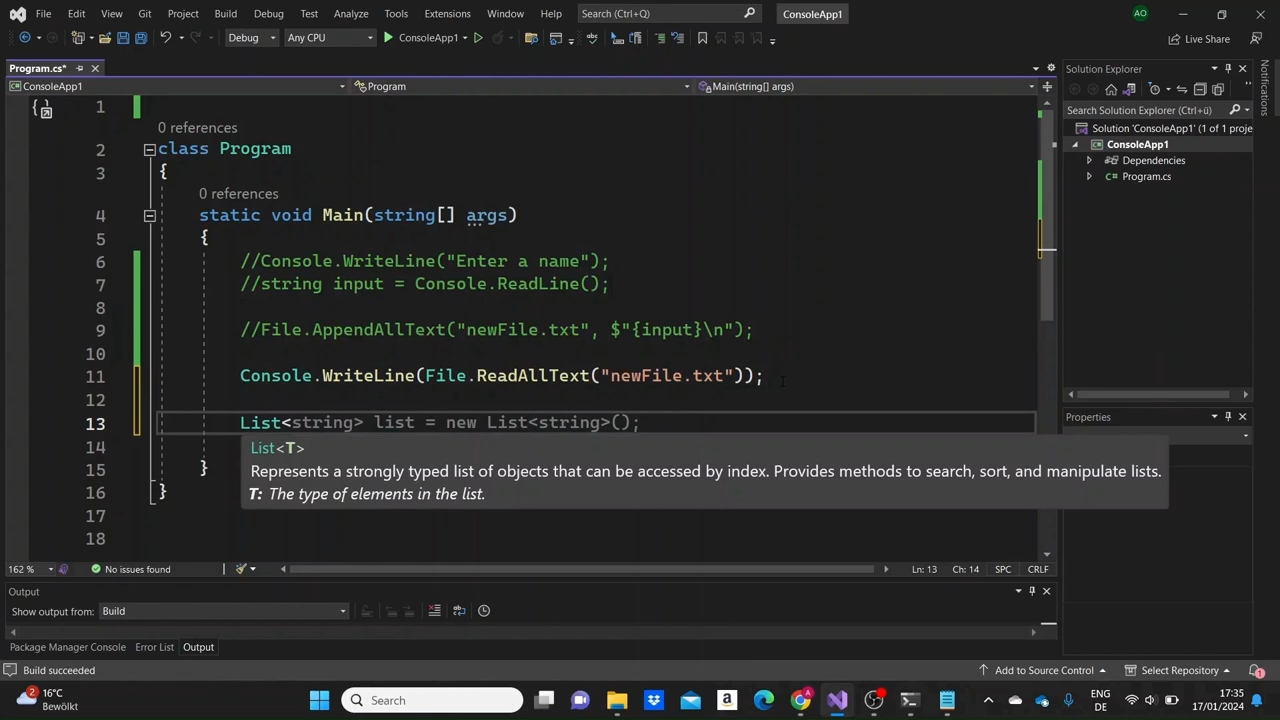 File Edit View Git Project Build Debug Test Analyze Tools Extensions Window Help Search (Ctrl+Q) ConsoleApp1 AO
Debug Any CPU ConsoleApp1 Live Share
Program.cs*
ConsoleApp1 Program Main(string[] args)
1
0 references
2 class Program
3 {
0 references
4 static void Main(string[] args)
5 {
6 //Console.WriteLine("Enter a name");
7 //string input = Console.ReadLine();
8
9 //File.AppendAllText("newFile.txt", $"{input}\n");
10
11 Console.WriteLine(File.ReadAllText("newFile.txt"));
12
13 List<string> list = new List<string>();
14 List<T>
Represents a strongly typed list of objects that can be accessed by index. Provides methods to search, sort, and manipulate lists.
T: The type of elements in the list.
15 }
16 }
17
18
162 % No issues found Ln: 13 Ch: 14 SPC CRLF
Output
Show output from: Build
Package Manager Console Error List Output
Build succeeded Add to Source Control Select Repository 1
Solution Explorer
Search Solution Explorer (Ctrl+ü)
Solution 'ConsoleApp1' (1 of 1 proje
ConsoleApp1
Dependencies
Program.cs
Properties
Notifications
2 16°C
Bewölkt
Search
ENG
DE
17:35
17/01/2024